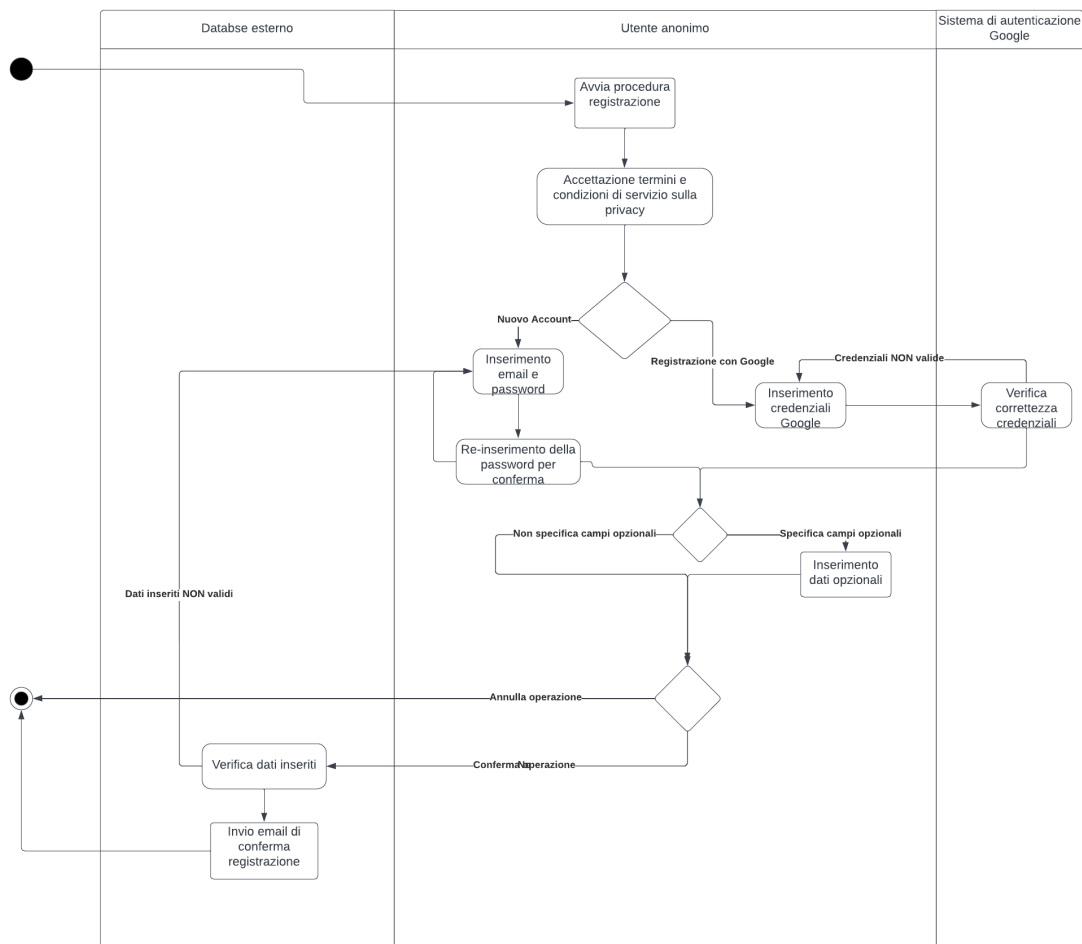 Databse esterno
Utente anonimo
Sistema di autenticazione
Google
Avvia procedura
registrazione
Accettazione termini e
condizioni di servizio sulla
privacy
Nuovo Account
Registrazione con Google
Credenziali NON valide
Inserimento
email e
password
Inserimento
credenziali
Google
Verifica
correttezza
credenziali
Re-inserimento della
password per
conferma
Non specifica campi opzionali
Specifica campi opzionali
Inserimento
dati opzionali
Dati inseriti NON validi
Annulla operazione
Verifica dati inseriti
Conferma operazione
Invio email di
conferma
registrazione